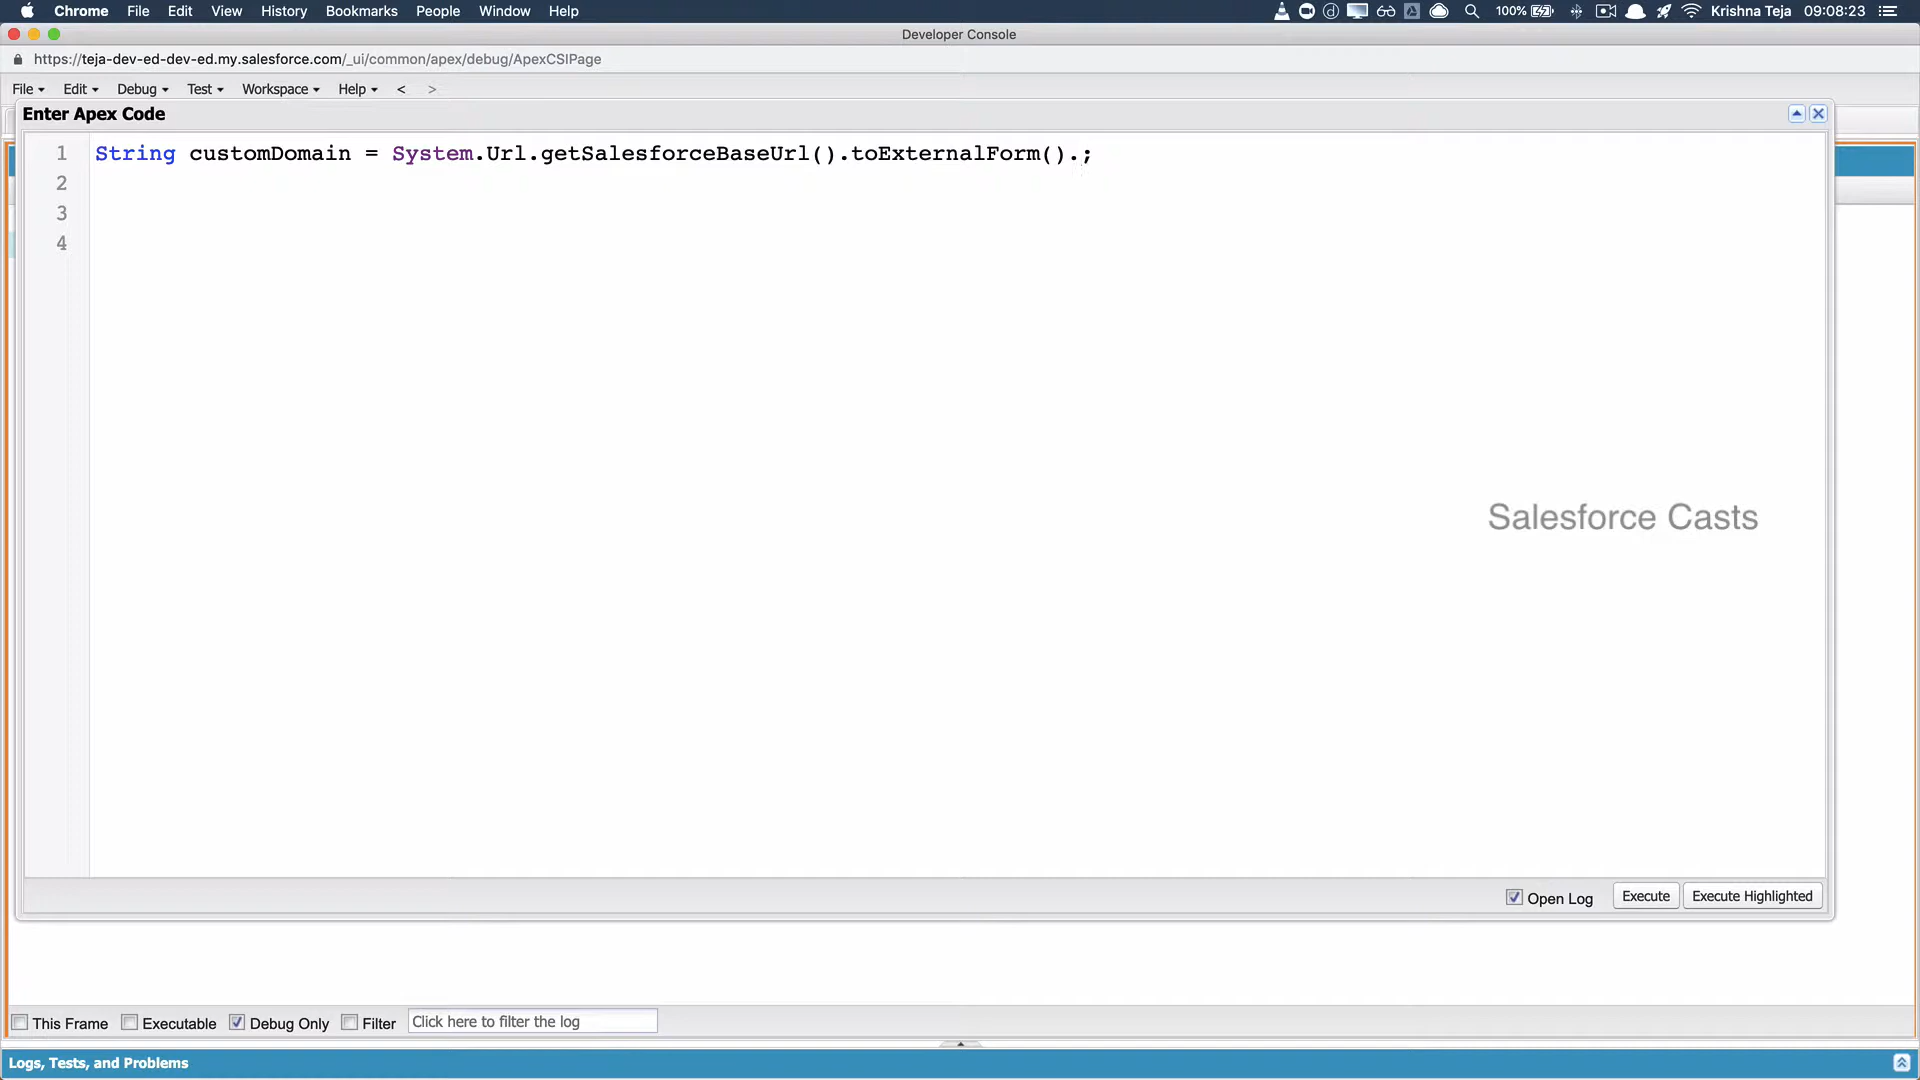 Chrome File Edit View History Bookmarks People Window Help 100% Krishna Teja 09:08:23
Developer Console
https://teja-dev-ed-dev-ed.my.salesforce.com/_ui/common/apex/debug/ApexCSIPage
File Edit Debug Test Workspace Help < >
Enter Apex Code
1 String customDomain = System.Url.getSalesforceBaseUrl().toExternalForm().;
2
3
4
Salesforce Casts
Open Log Execute Execute Highlighted
This Frame Executable Debug Only Filter Click here to filter the log
Logs, Tests, and Problems